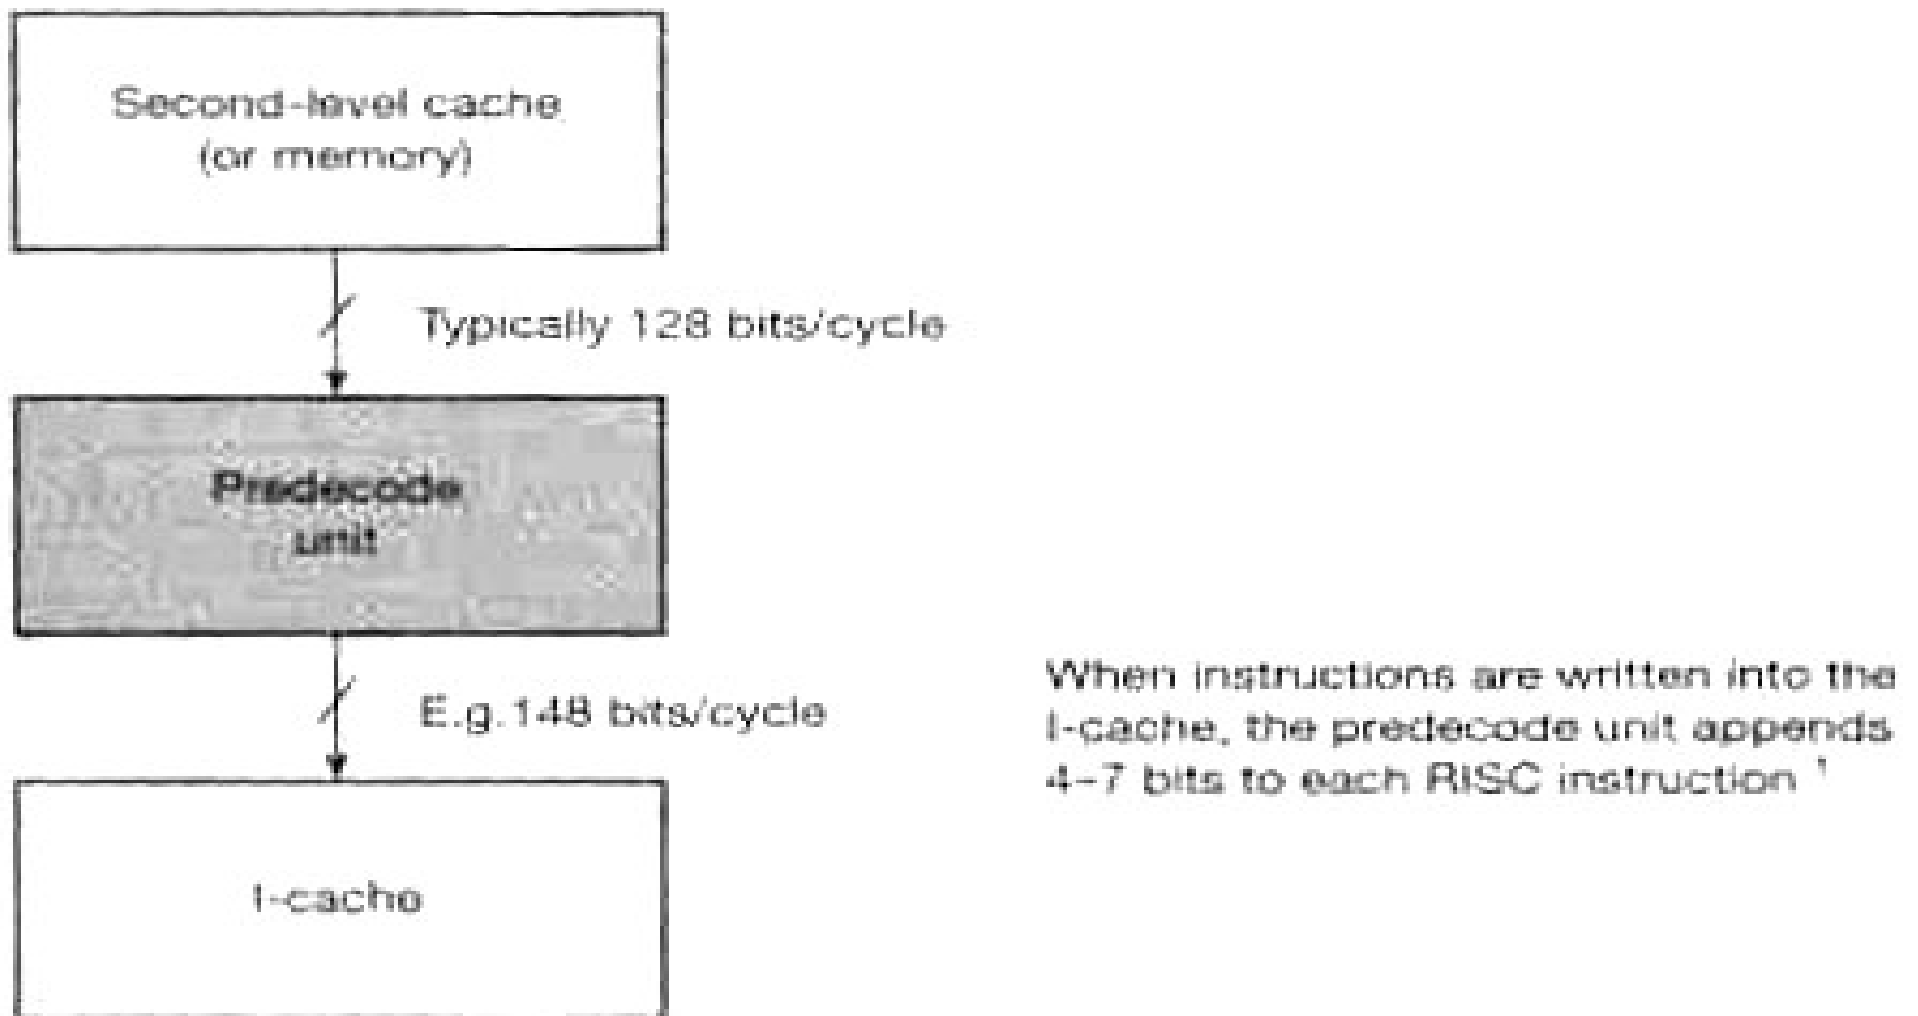 Second-level cache
(or memory)
Typically 128 bits/cycle
Predecode
unit
E.g.148 bits/cycle
When instructions are written into the
I-cache, the predecode unit appends
4-7 bits to each RISC instruction ¹
I-cache